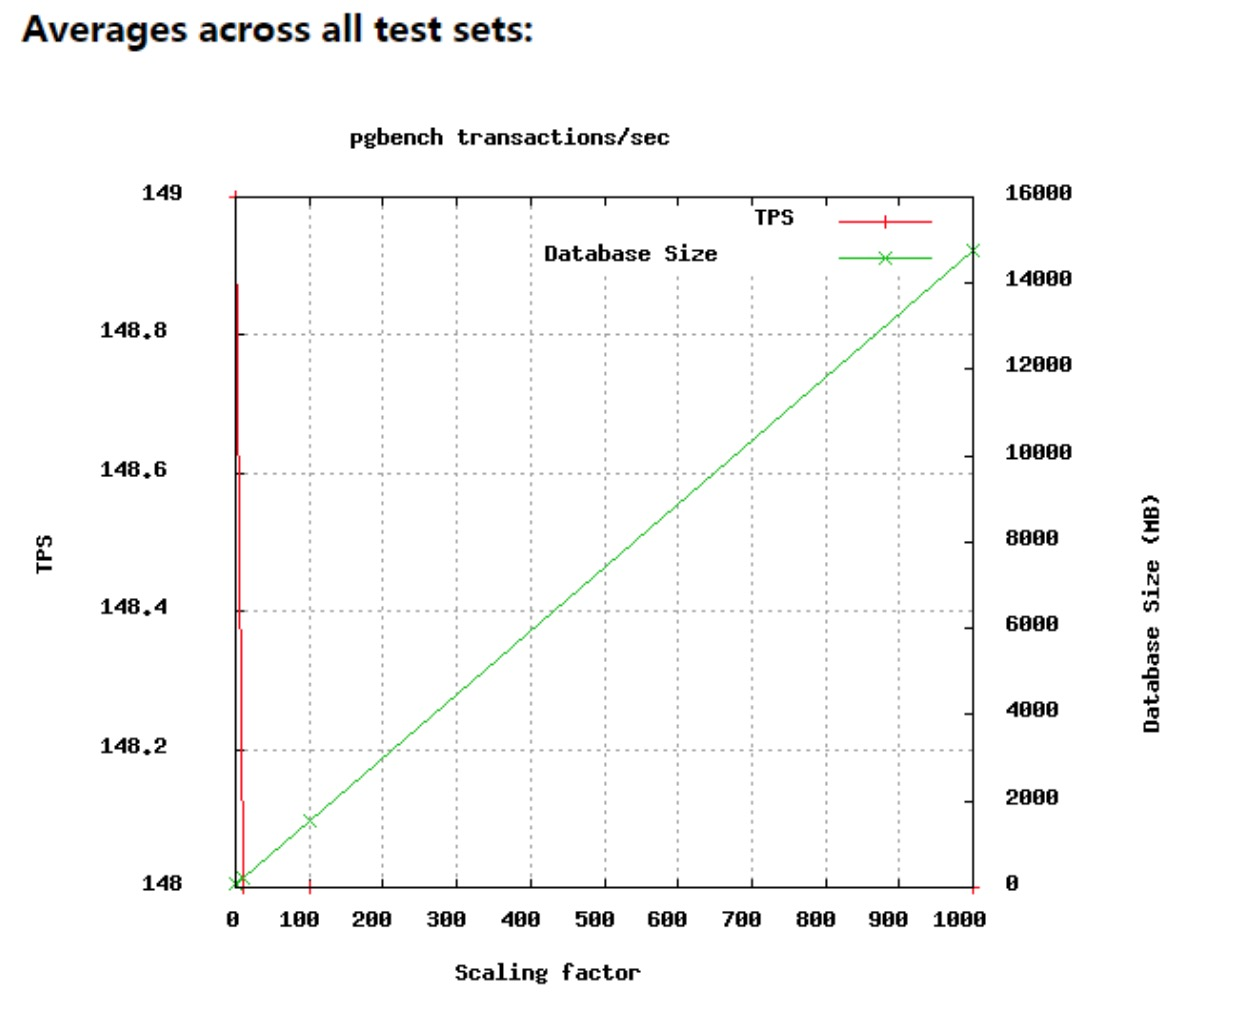 Averages across all test sets:
pgbench transactions/sec
149
148.8
148.6
148.4
148.2
148
TPS
16000
14000
12000
10000
8000
6000
4000
2000
0
Database Size (MB)
TPS
Database Size
0 100 200 300 400 500 600 700 800 900 1000
Scaling factor